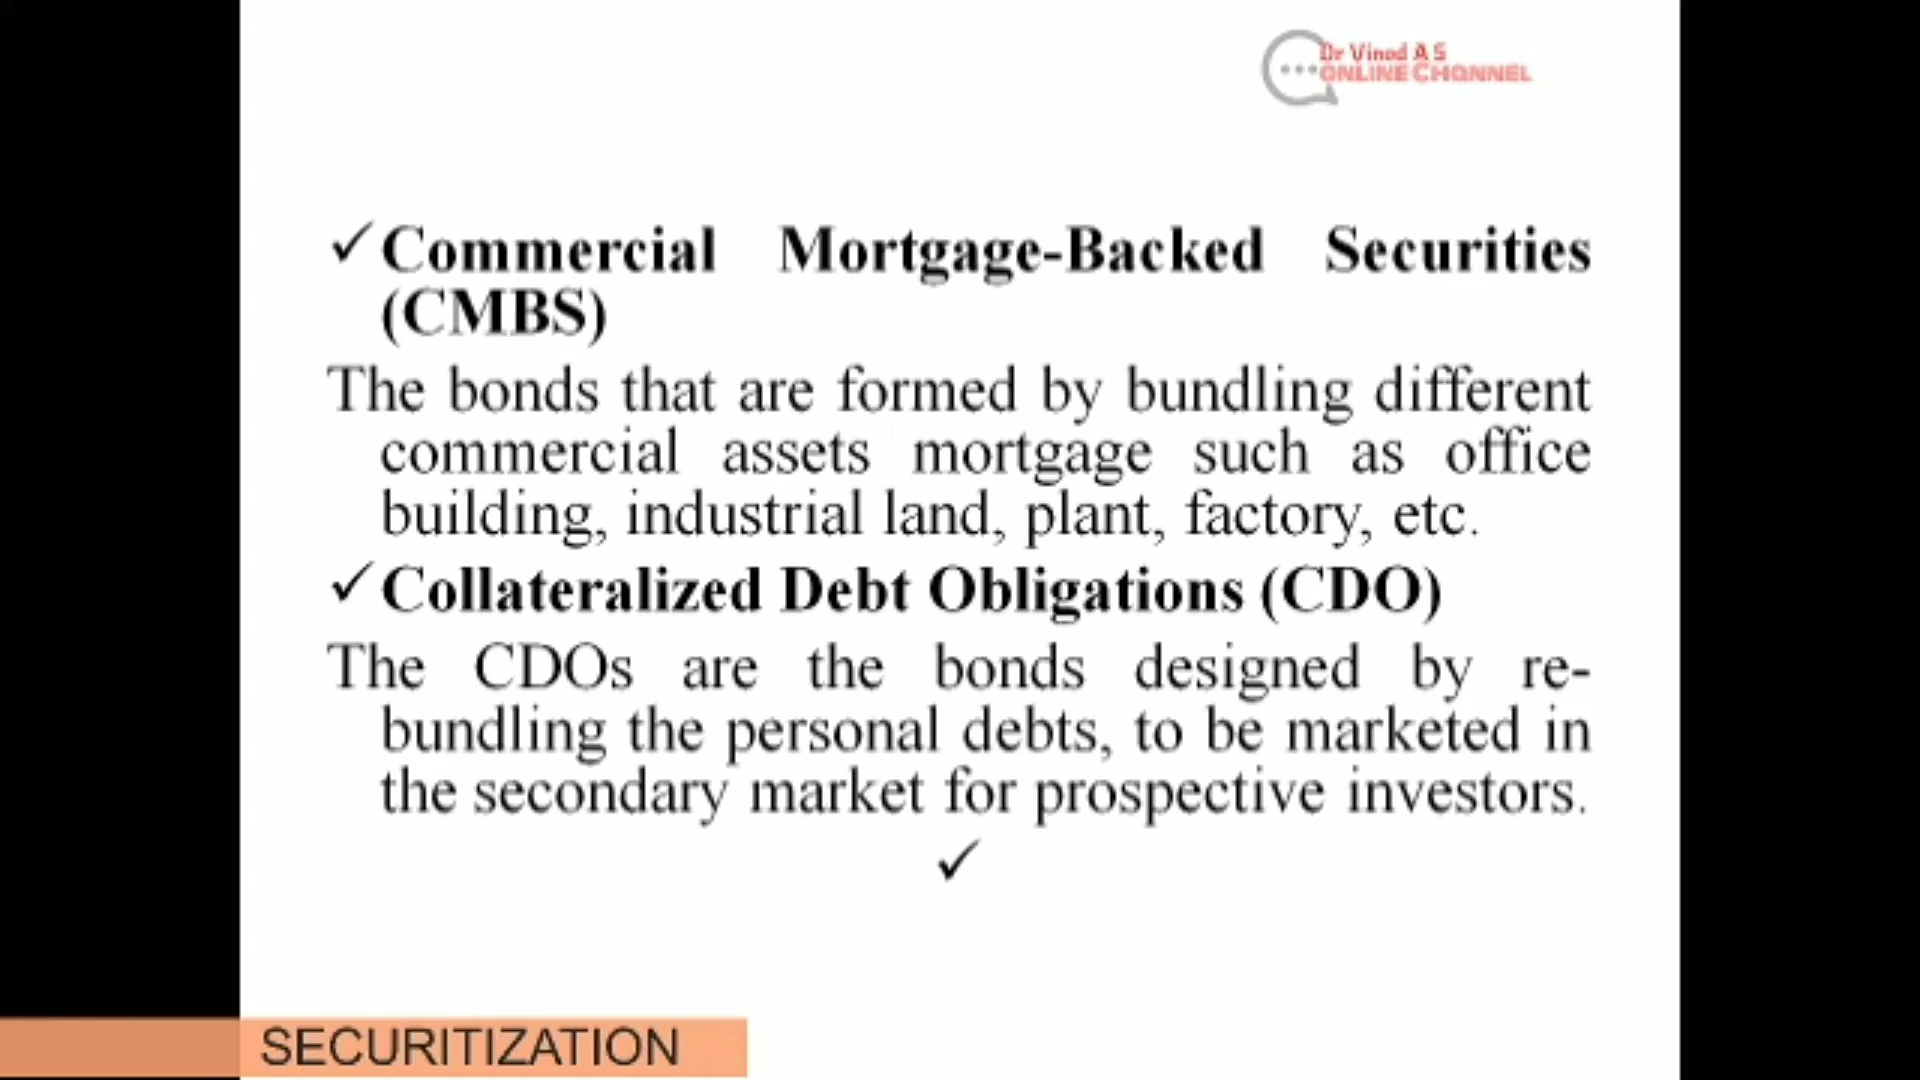 Dr Vinod A S
ONLINE CHANNEL
✓Commercial Mortgage-Backed Securities
(CMBS)
The bonds that are formed by bundling different
commercial assets mortgage such as office
building, industrial land, plant, factory, etc.
✓Collateralized Debt Obligations (CDO)
The CDOs are the bonds designed by re-
bundling the personal debts, to be marketed in
the secondary market for prospective investors.
✓
SECURITIZATION